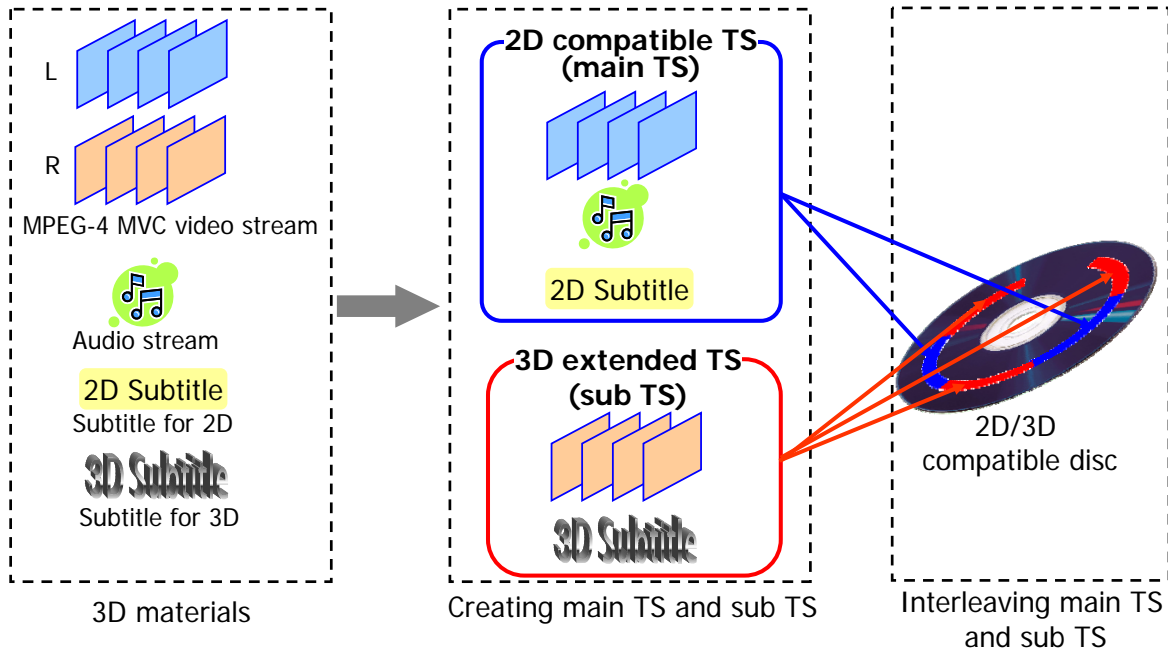 L
R
MPEG-4 MVC video stream
Audio stream
2D Subtitle
Subtitle for 2D
3D Subtitle
Subtitle for 3D
3D materials
2D compatible TS
(main TS)
2D Subtitle
3D extended TS
(sub TS)
3D Subtitle
Creating main TS and sub TS
2D/3D
compatible disc
Interleaving main TS
and sub TS